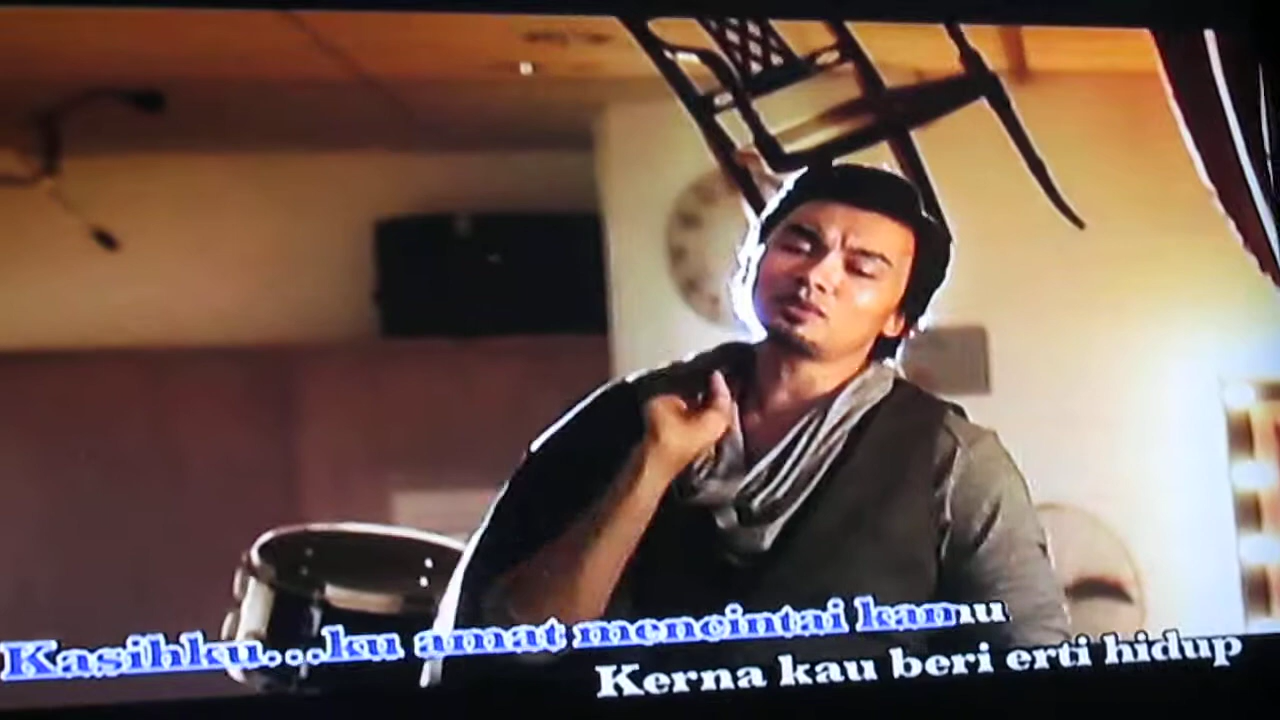 Kasihku...ku amat mencintai kamu
Kerna kau beri erti hidup